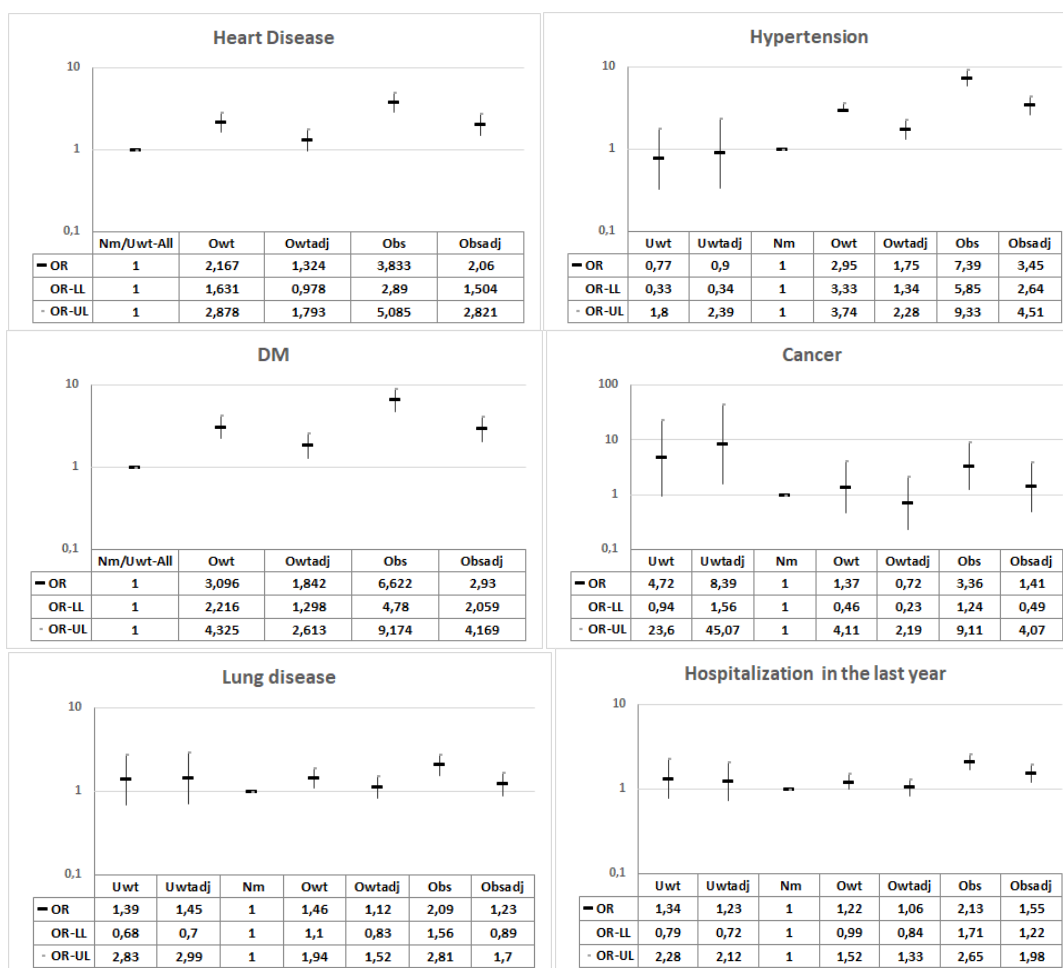 Heart Disease
10
1
0,1
Nm/Uwt-All Owt Owtadj Obs Obsadj
OR 1 2,167 1,324 3,833 2,06
OR-LL 1 1,631 0,978 2,89 1,504
OR-UL 1 2,878 1,793 5,085 2,821
Hypertension
10
1
0,1
Uwt Uwtadj Nm Owt Owtadj Obs Obsadj
OR 0,77 0,9 1 2,95 1,75 7,39 3,45
OR-LL 0,33 0,34 1 3,33 1,34 5,85 2,64
OR-UL 1,8 2,39 1 3,74 2,28 9,33 4,51
DM
10
1
0,1
Nm/Uwt-All Owt Owtadj Obs Obsadj
OR 1 3,096 1,842 6,622 2,93
OR-LL 1 2,216 1,298 4,78 2,059
OR-UL 1 4,325 2,613 9,174 4,169
Cancer
100
10
1
0,1
Uwt Uwtadj Nm Owt Owtadj Obs Obsadj
OR 4,72 8,39 1 1,37 0,72 3,36 1,41
OR-LL 0,94 1,56 1 0,46 0,23 1,24 0,49
OR-UL 23,6 45,07 1 4,11 2,19 9,11 4,07
Lung disease
10
1
0,1
Uwt Uwtadj Nm Owt Owtadj Obs Obsadj
OR 1,39 1,45 1 1,46 1,12 2,09 1,23
OR-LL 0,68 0,7 1 1,1 0,83 1,56 0,89
OR-UL 2,83 2,99 1 1,94 1,52 2,81 1,7
Hospitalization in the last year
10
1
0,1
Uwt Uwtadj Nm Owt Owtadj Obs Obsadj
OR 1,34 1,23 1 1,22 1,06 2,13 1,55
OR-LL 0,79 0,72 1 0,99 0,84 1,71 1,22
OR-UL 2,28 2,12 1 1,52 1,33 2,65 1,98